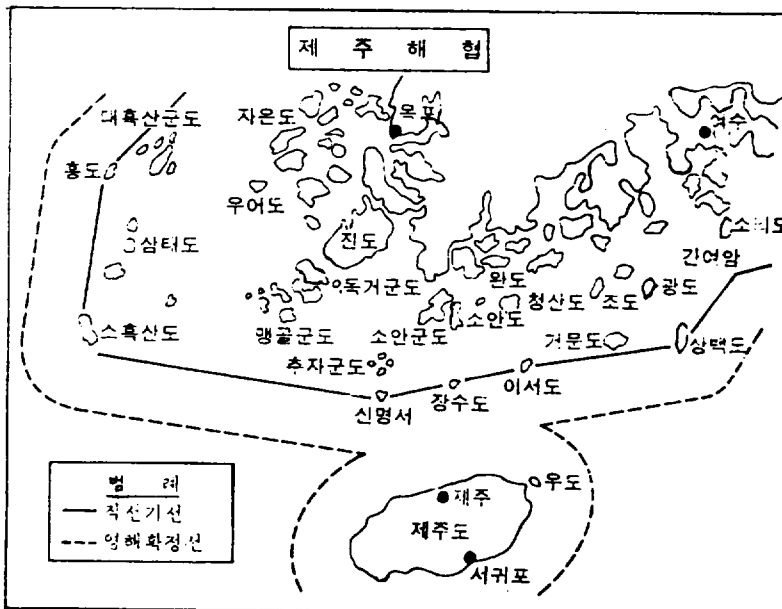 제 주 해 협
대흑산군도
자은도
목포
여수
홍도
우어도
소리도
삼태도
진도
간여암
독거군도
완도
청산도
조도
광도
소흑산도
맹골군도
소안군도
소안도
거문도
상백도
추자군도
이서도
장수도
신명서
범 례
직선기선
영해확정선
우도
제주
제주도
서귀포